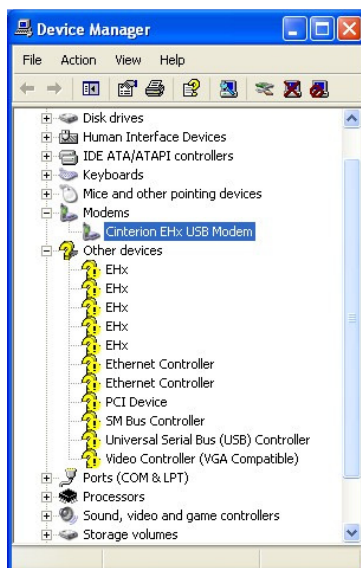 Device Manager
File Action View Help
Disk drives
Human Interface Devices
IDE ATA/ATAPI controllers
Keyboards
Mice and other pointing devices
Modems
Cinterion EHx USB Modem
Other devices
EHx
EHx
EHx
EHx
EHx
Ethernet Controller
Ethernet Controller
PCI Device
SM Bus Controller
Universal Serial Bus (USB) Controller
Video Controller (VGA Compatible)
Ports (COM & LPT)
Processors
Sound, video and game controllers
Storage volumes